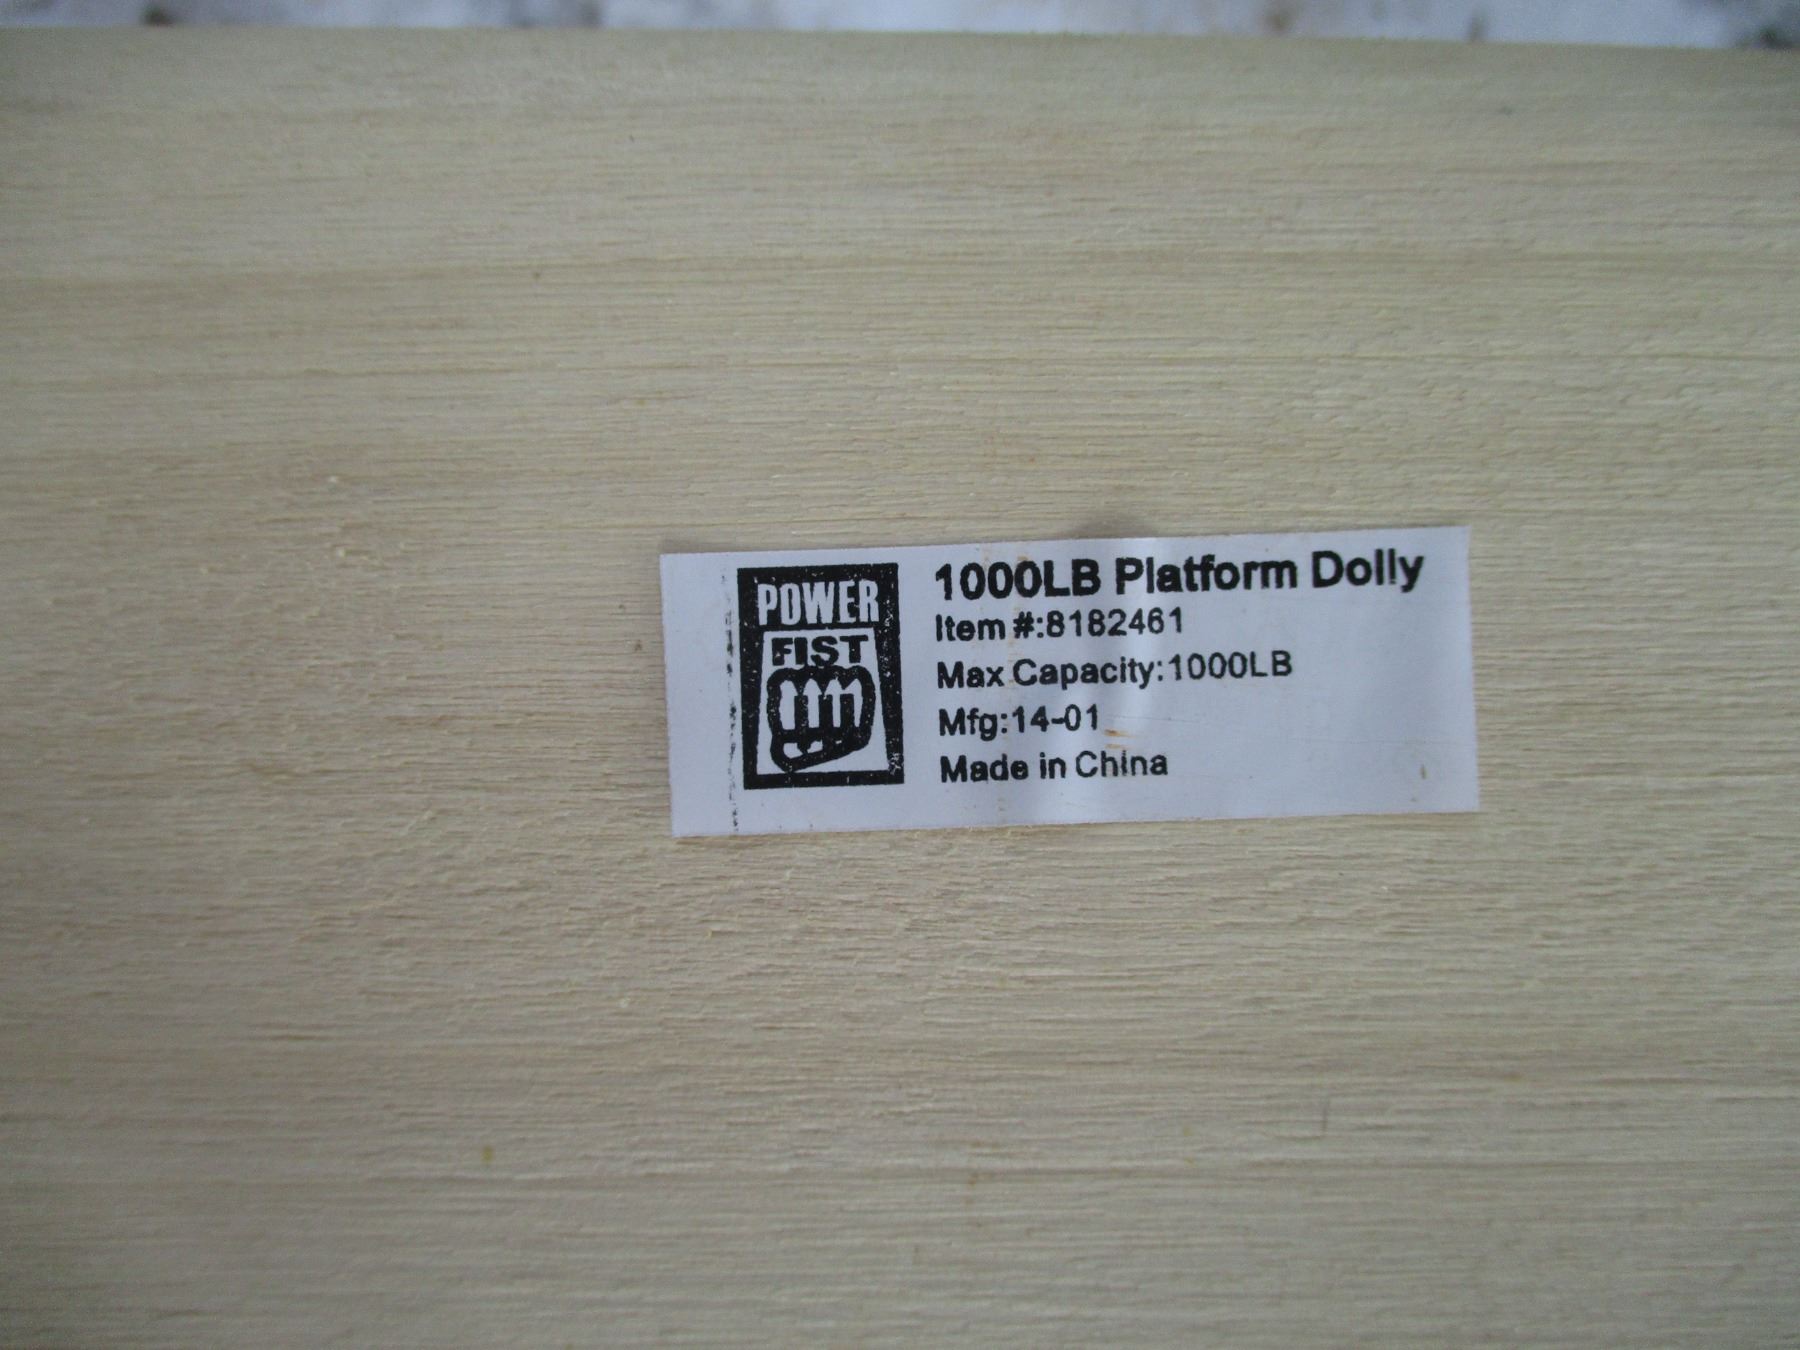 POWER
FIST
1000LB Platform Dolly
Item #:8182461
Max Capacity:1000LB
Mfg:14-01
Made in China